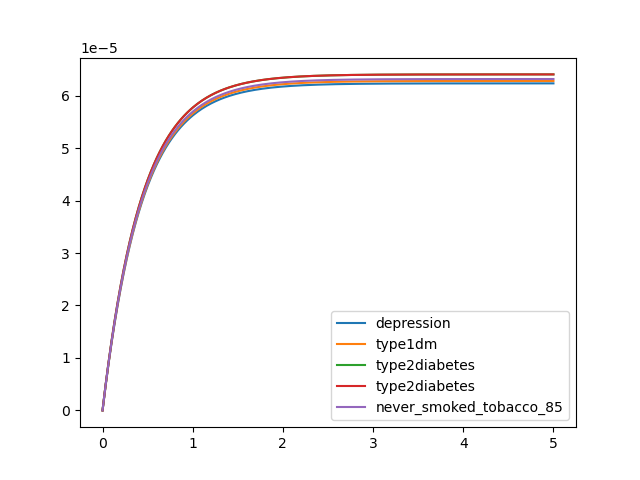 1e−5
6
5
4
3
2
1
0
0 1 2 3 4 5
depression
type1dm
type2diabetes
type2diabetes
never_smoked_tobacco_85